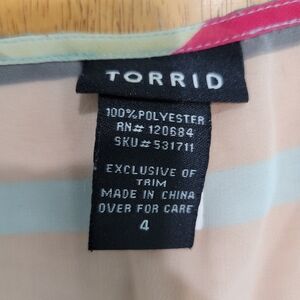 TORRID
100% POLYESTER
RN# 120684
SKU# 531711
EXCLUSIVE OF
TRIM
MADE IN CHINA
OVER FOR CARE
4